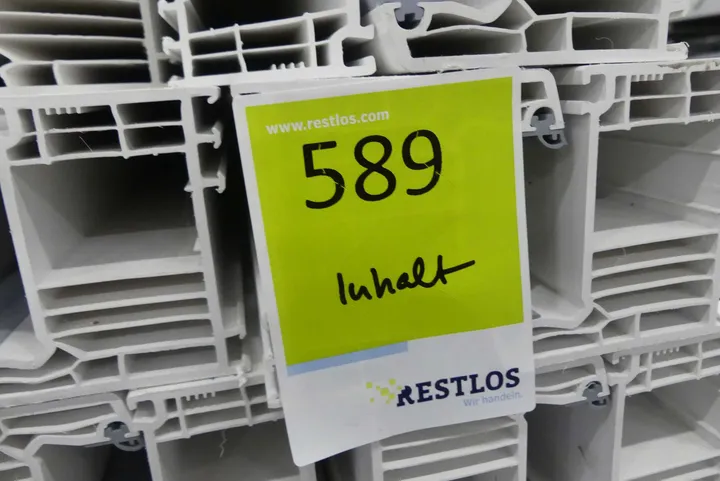 www.restlos.com
589
Inhalt
RESTLOS
Wir handeln.